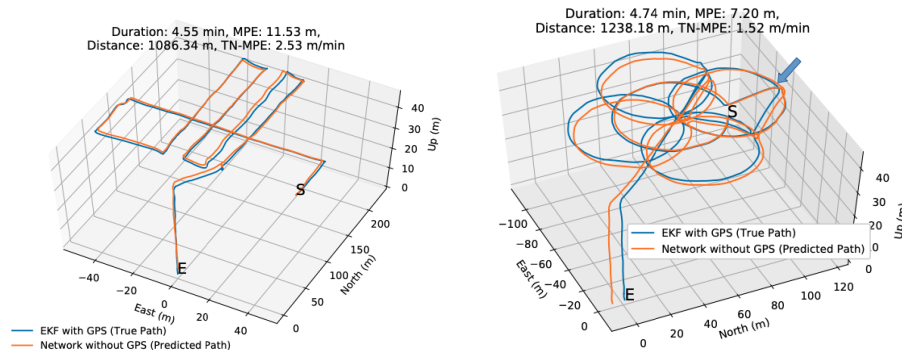 Duration: 4.55 min, MPE: 11.53 m,
Distance: 1086.34 m, TN-MPE: 2.53 m/min
40
30
20
10
0
Up (m)
S
E
−40
−20
0
20
40
East (m)
0
50
100
150
200
North (m)
EKF with GPS (True Path)
Network without GPS (Predicted Path)
Duration: 4.74 min, MPE: 7.20 m,
Distance: 1238.18 m, TN-MPE: 1.52 m/min
S
40
30
20
10
0
Up (m)
EKF with GPS (True Path)
Network without GPS (Predicted Path)
E
−100
−80
−60
−40
−20
0
East (m)
0
20
40
60
80
100
120
North (m)